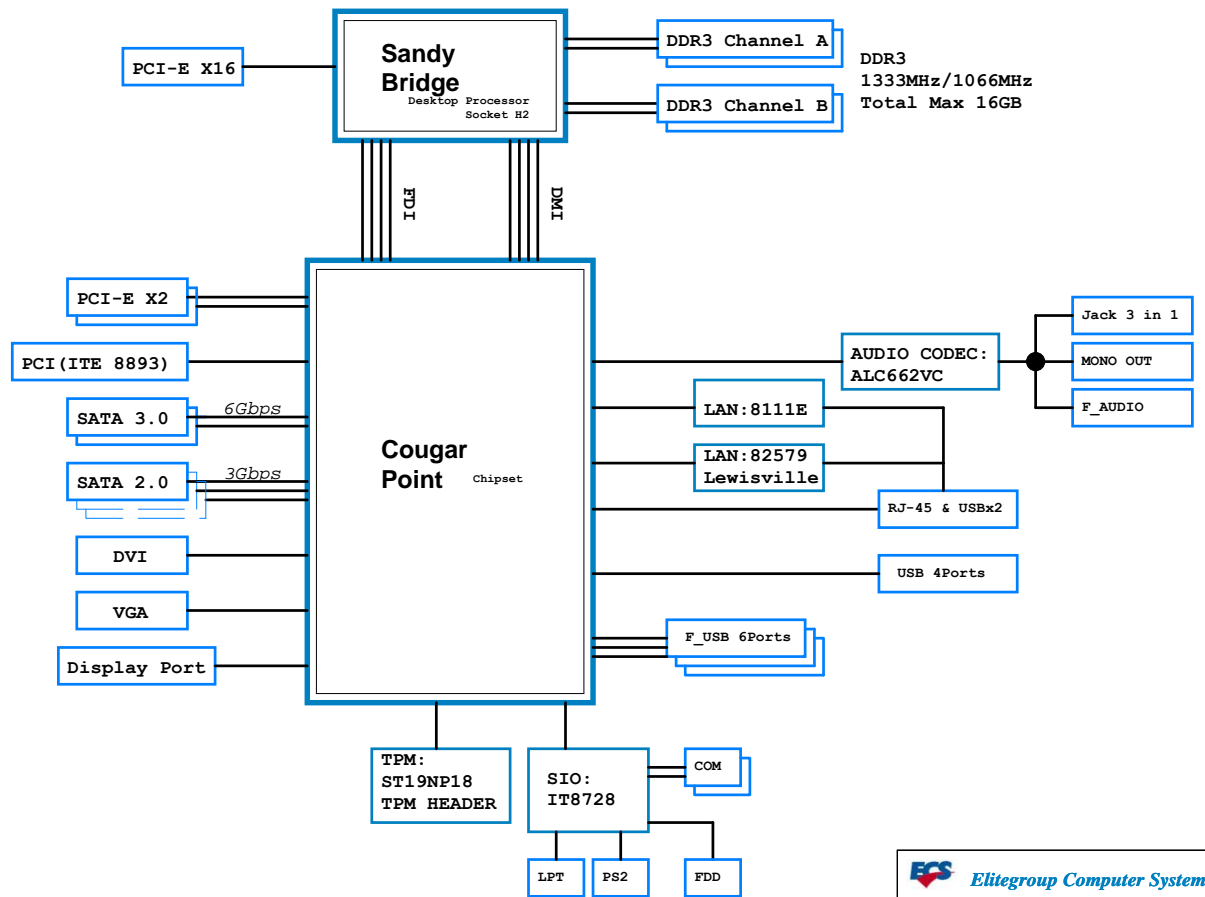 Sandy
Bridge
Desktop Processor
Socket H2
PCI-E X16
DDR3 Channel A
DDR3 Channel B
DDR3
1333MHz/1066MHz
Total Max 16GB
FDI
DMI
PCI-E X2
PCI(ITE 8893)
SATA 3.0
6Gbps
SATA 2.0
3Gbps
DVI
VGA
Display Port
Cougar
Point
Chipset
AUDIO CODEC:
ALC662VC
Jack 3 in 1
MONO OUT
F_AUDIO
LAN:8111E
LAN:82579
Lewisville
RJ-45 & USBx2
USB 4Ports
F_USB 6Ports
TPM:
ST19NP18
TPM HEADER
SIO:
IT8728
COM
LPT
PS2
FDD
ECS
Elitegroup Computer System